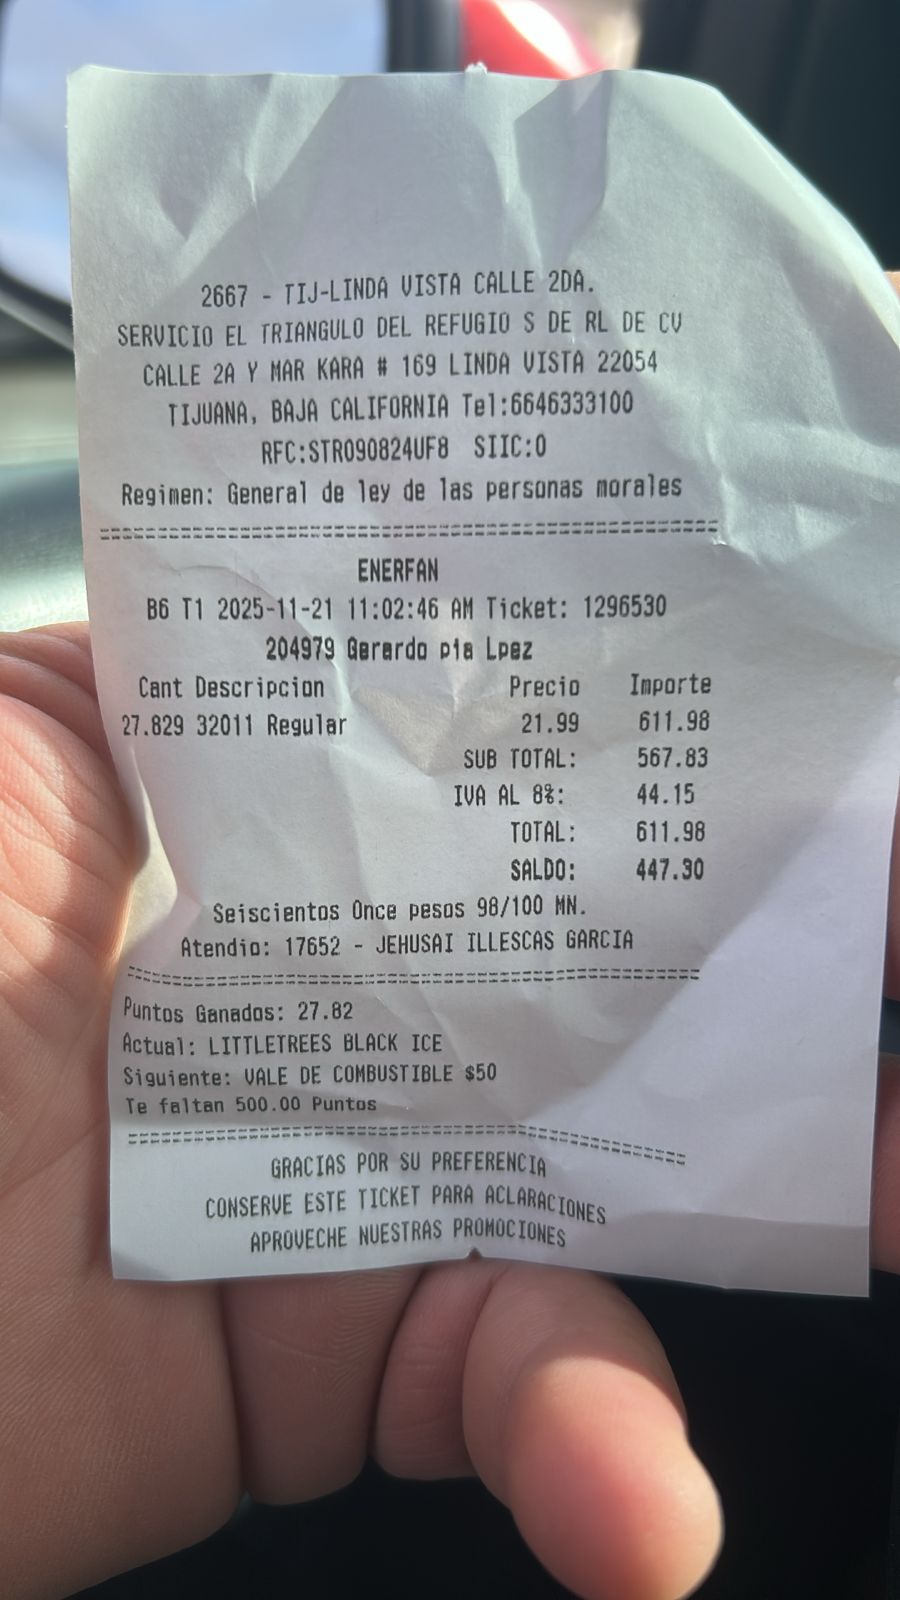 2667 - TIJ-LINDA VISTA CALLE 2DA.
SERVICIO EL TRIANGULO DEL REFUGIO S DE RL DE CV
CALLE 2A Y MAR KARA # 169 LINDA VISTA 22054
TIJUANA, BAJA CALIFORNIA Tel:6646333100
RFC:STR090824UF8 SIIC:0
Regimen: General de ley de las personas morales
ENERFAN
B6 T1 2025-11-21 11:02:46 AM Ticket: 1296530
204979 Gerardo pia Lpez
Cant Descripcion Precio Importe
27.829 32011 Regular 21.99 611.98
SUB TOTAL: 567.83
IVA AL 8%: 44.15
TOTAL: 611.98
SALDO: 447.30
Seiscientos Once pesos 98/100 MN.
Atendio: 17652 - JEHUSAI ILLESCAS GARCIA
Puntos Ganados: 27.82
Actual: LITTLETREES BLACK ICE
Siguiente: VALE DE COMBUSTIBLE $50
Te faltan 500.00 Puntos
GRACIAS POR SU PREFERENCIA
CONSERVE ESTE TICKET PARA ACLARACIONES
APROVECHE NUESTRAS PROMOCIONES